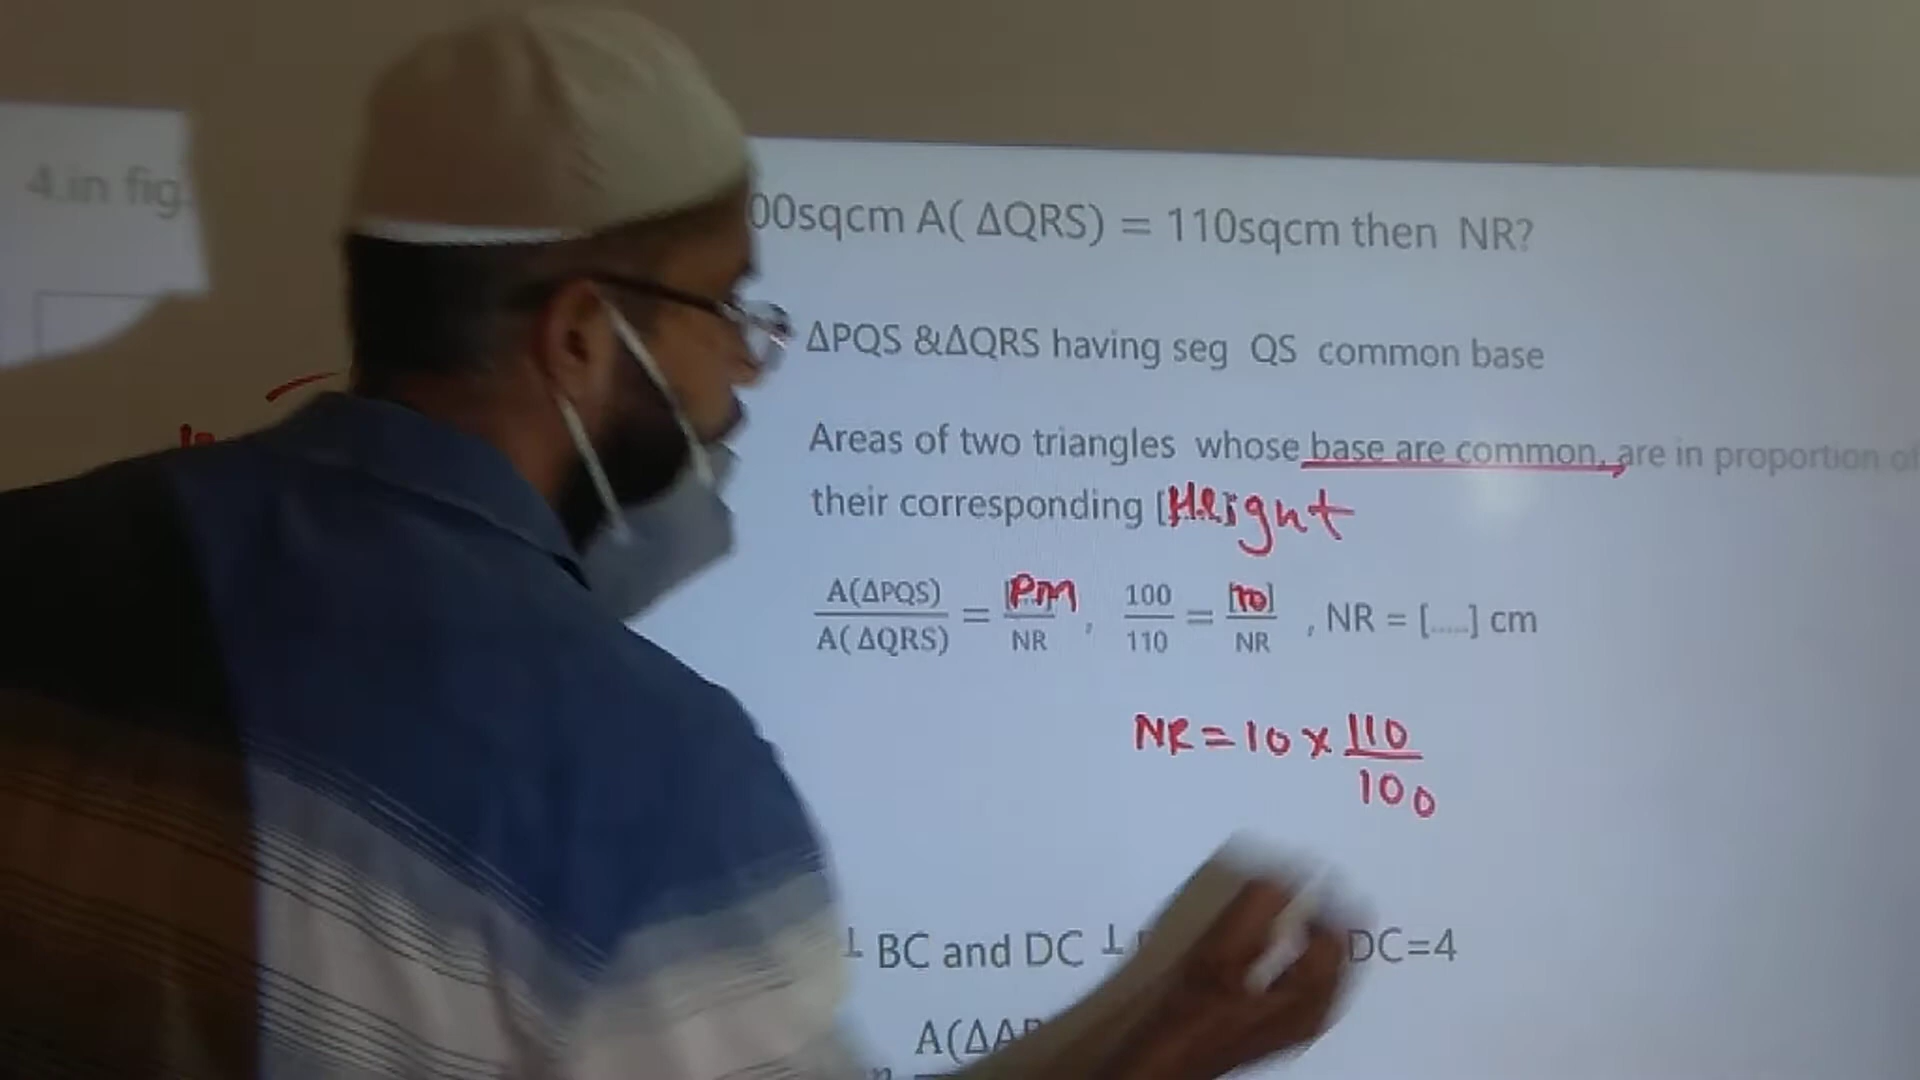 4.in fig.
00sqcm A( ΔQRS) = 110sqcm then NR?
ΔPQS &ΔQRS having seg QS common base
Areas of two triangles whose base are common, are in proportion of
their corresponding [Height
A(ΔPQS) / A( ΔQRS) = PM / NR , 100 / 110 = [10] / NR , NR = [.....] cm
NR = 10 x 110 / 100
⊥ BC and DC ⊥ DC=4
A(ΔA